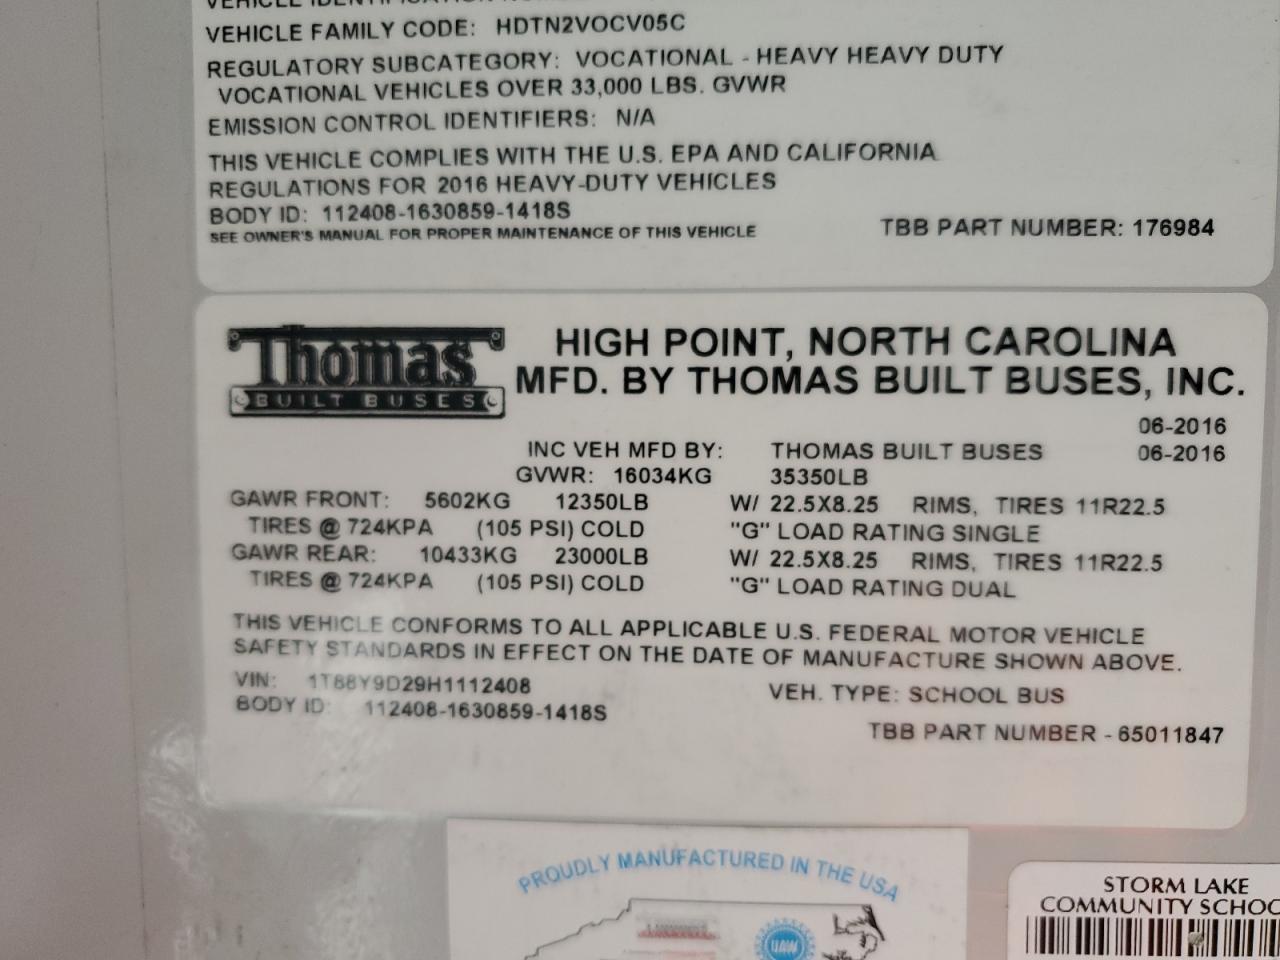 VEHICLE FAMILY CODE: HDTN2VOCV05C
REGULATORY SUBCATEGORY: VOCATIONAL - HEAVY HEAVY DUTY
VOCATIONAL VEHICLES OVER 33,000 LBS. GVWR
EMISSION CONTROL IDENTIFIERS: N/A
THIS VEHICLE COMPLIES WITH THE U.S. EPA AND CALIFORNIA
REGULATIONS FOR 2016 HEAVY-DUTY VEHICLES
BODY ID: 112408-1630859-1418S
SEE OWNER'S MANUAL FOR PROPER MAINTENANCE OF THIS VEHICLE TBB PART NUMBER: 176984
Thomas
BUILT BUSES
HIGH POINT, NORTH CAROLINA
MFD. BY THOMAS BUILT BUSES, INC.
06-2016
INC VEH MFD BY: THOMAS BUILT BUSES 06-2016
GVWR: 16034KG 35350LB
GAWR FRONT: 5602KG 12350LB W/ 22.5X8.25 RIMS, TIRES 11R22.5
TIRES @ 724KPA (105 PSI) COLD "G" LOAD RATING SINGLE
GAWR REAR: 10433KG 23000LB W/ 22.5X8.25 RIMS, TIRES 11R22.5
TIRES @ 724KPA (105 PSI) COLD "G" LOAD RATING DUAL
THIS VEHICLE CONFORMS TO ALL APPLICABLE U.S. FEDERAL MOTOR VEHICLE
SAFETY STANDARDS IN EFFECT ON THE DATE OF MANUFACTURE SHOWN ABOVE.
VIN: 1T88Y9D29H1112408 VEH. TYPE: SCHOOL BUS
BODY ID: 112408-1630859-1418S
TBB PART NUMBER - 65011847
PROUDLY MANUFACTURED IN THE USA
UAW
STORM LAKE
COMMUNITY SCHOO